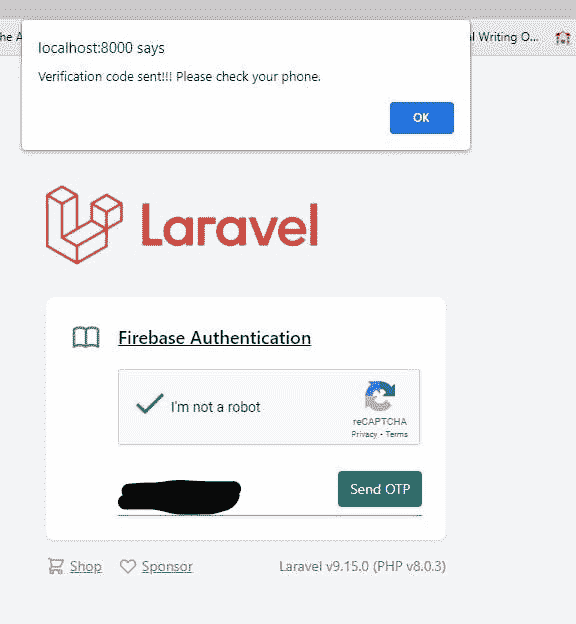 he A
l Writing O...
localhost:8000 says
Verification code sent!!! Please check your phone.
OK
Laravel
Firebase Authentication
I'm not a robot
reCAPTCHA
Privacy - Terms
Send OTP
Shop
Sponsor
Laravel v9.15.0 (PHP v8.0.3)